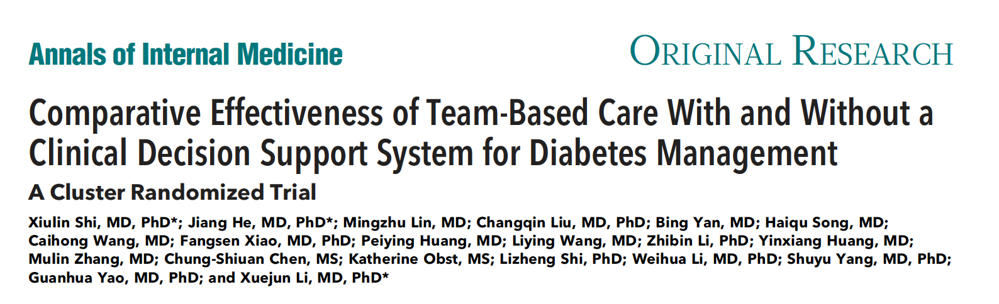 Annals of Internal Medicine
ORIGINAL RESEARCH
Comparative Effectiveness of Team-Based Care With and Without a
Clinical Decision Support System for Diabetes Management
A Cluster Randomized Trial
Xiulin Shi, MD, PhD*; Jiang He, MD, PhD*; Mingzhu Lin, MD; Changqin Liu, MD, PhD; Bing Yan, MD; Haiqu Song, MD;
Caihong Wang, MD; Fangsen Xiao, MD, PhD; Peiying Huang, MD; Liying Wang, MD; Zhibin Li, PhD; Yinxiang Huang, MD;
Mulin Zhang, MD; Chung-Shiuan Chen, MS; Katherine Obst, MS; Lizheng Shi, PhD; Weihua Li, MD, PhD; Shuyu Yang, MD, PhD;
Guanhua Yao, MD, PhD; and Xuejun Li, MD, PhD*